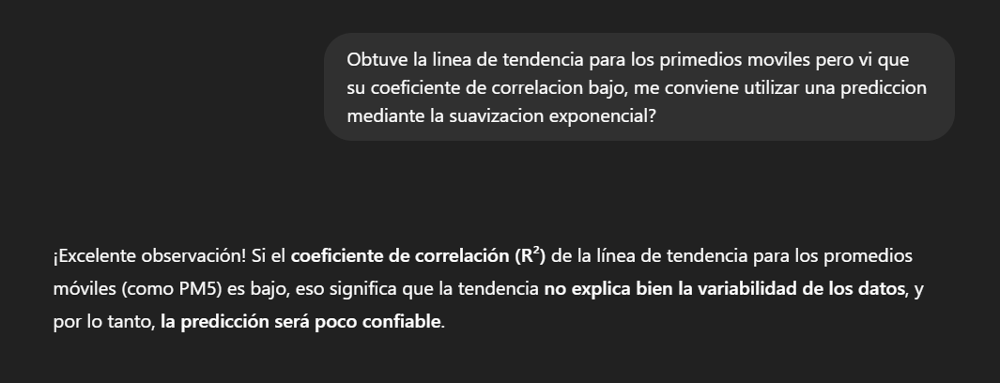 Obtuve la linea de tendencia para los primedios moviles pero vi que
su coeficiente de correlacion bajo, me conviene utilizar una prediccion
mediante la suavizacion exponencial?
¡Excelente observación! Si el coeficiente de correlación (R²) de la línea de tendencia para los promedios
móviles (como PM5) es bajo, eso significa que la tendencia no explica bien la variabilidad de los datos, y
por lo tanto, la predicción será poco confiable.